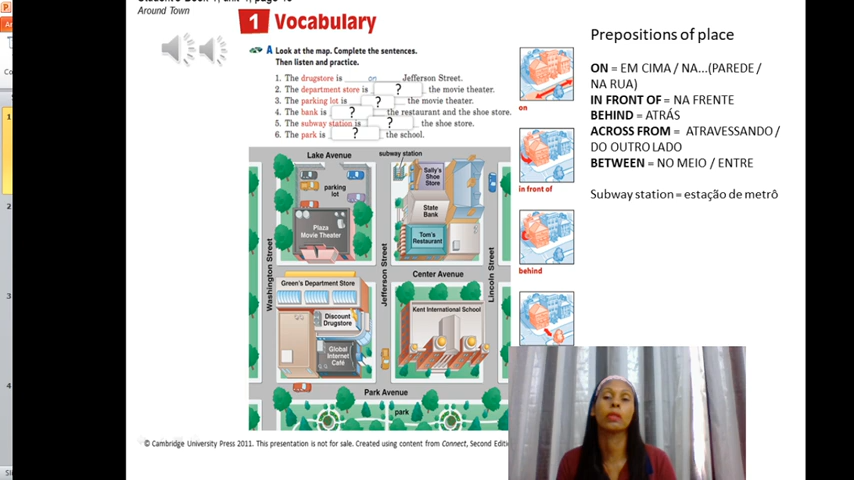 Around Town
1 Vocabulary
A Look at the map. Complete the sentences.
Then listen and practice.
1. The drugstore is on Jefferson Street.
2. The department store is ? the movie theater.
3. The parking lot is ? the movie theater.
4. The bank is ? the restaurant and the shoe store.
5. The subway station is ? the shoe store.
6. The park is ? the school.
Lake Avenue
subway station
parking
lot
Sally's
Shoe
Store
State
Bank
Plaza
Movie Theater
Tom's
Restaurant
Washington Street
Jefferson Street
Lincoln Street
Center Avenue
Green's Department Store
Discount
Drugstore
Kent International School
Global
Internet
Café
Park Avenue
park
© Cambridge University Press 2011. This presentation is not for sale. Created using content from Connect, Second
on
in front of
behind
Prepositions of place
ON = EM CIMA / NA...(PAREDE /
NA RUA)
IN FRONT OF = NA FRENTE
BEHIND = ATRÁS
ACROSS FROM = ATRAVESSANDO /
DO OUTRO LADO
BETWEEN = NO MEIO / ENTRE
Subway station = estação de metrô
1
2
3
4